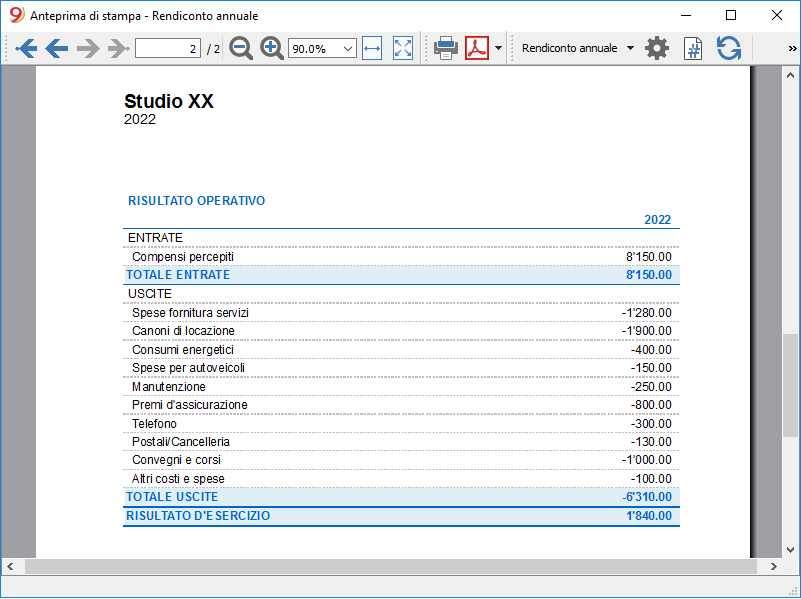 Anteprima di stampa - Rendiconto annuale
2 / 2 90.0% Rendiconto annuale # »
Studio XX
2022
RISULTATO OPERATIVO
2022
ENTRATE
Compensi percepiti 8'150.00
TOTALE ENTRATE 8'150.00
USCITE
Spese fornitura servizi -1'280.00
Canoni di locazione -1'900.00
Consumi energetici -400.00
Spese per autoveicoli -150.00
Manutenzione -250.00
Premi d'assicurazione -800.00
Telefono -300.00
Postali/Cancelleria -130.00
Convegni e corsi -1'000.00
Altri costi e spese -100.00
TOTALE USCITE -6'310.00
RISULTATO D'ESERCIZIO 1'840.00